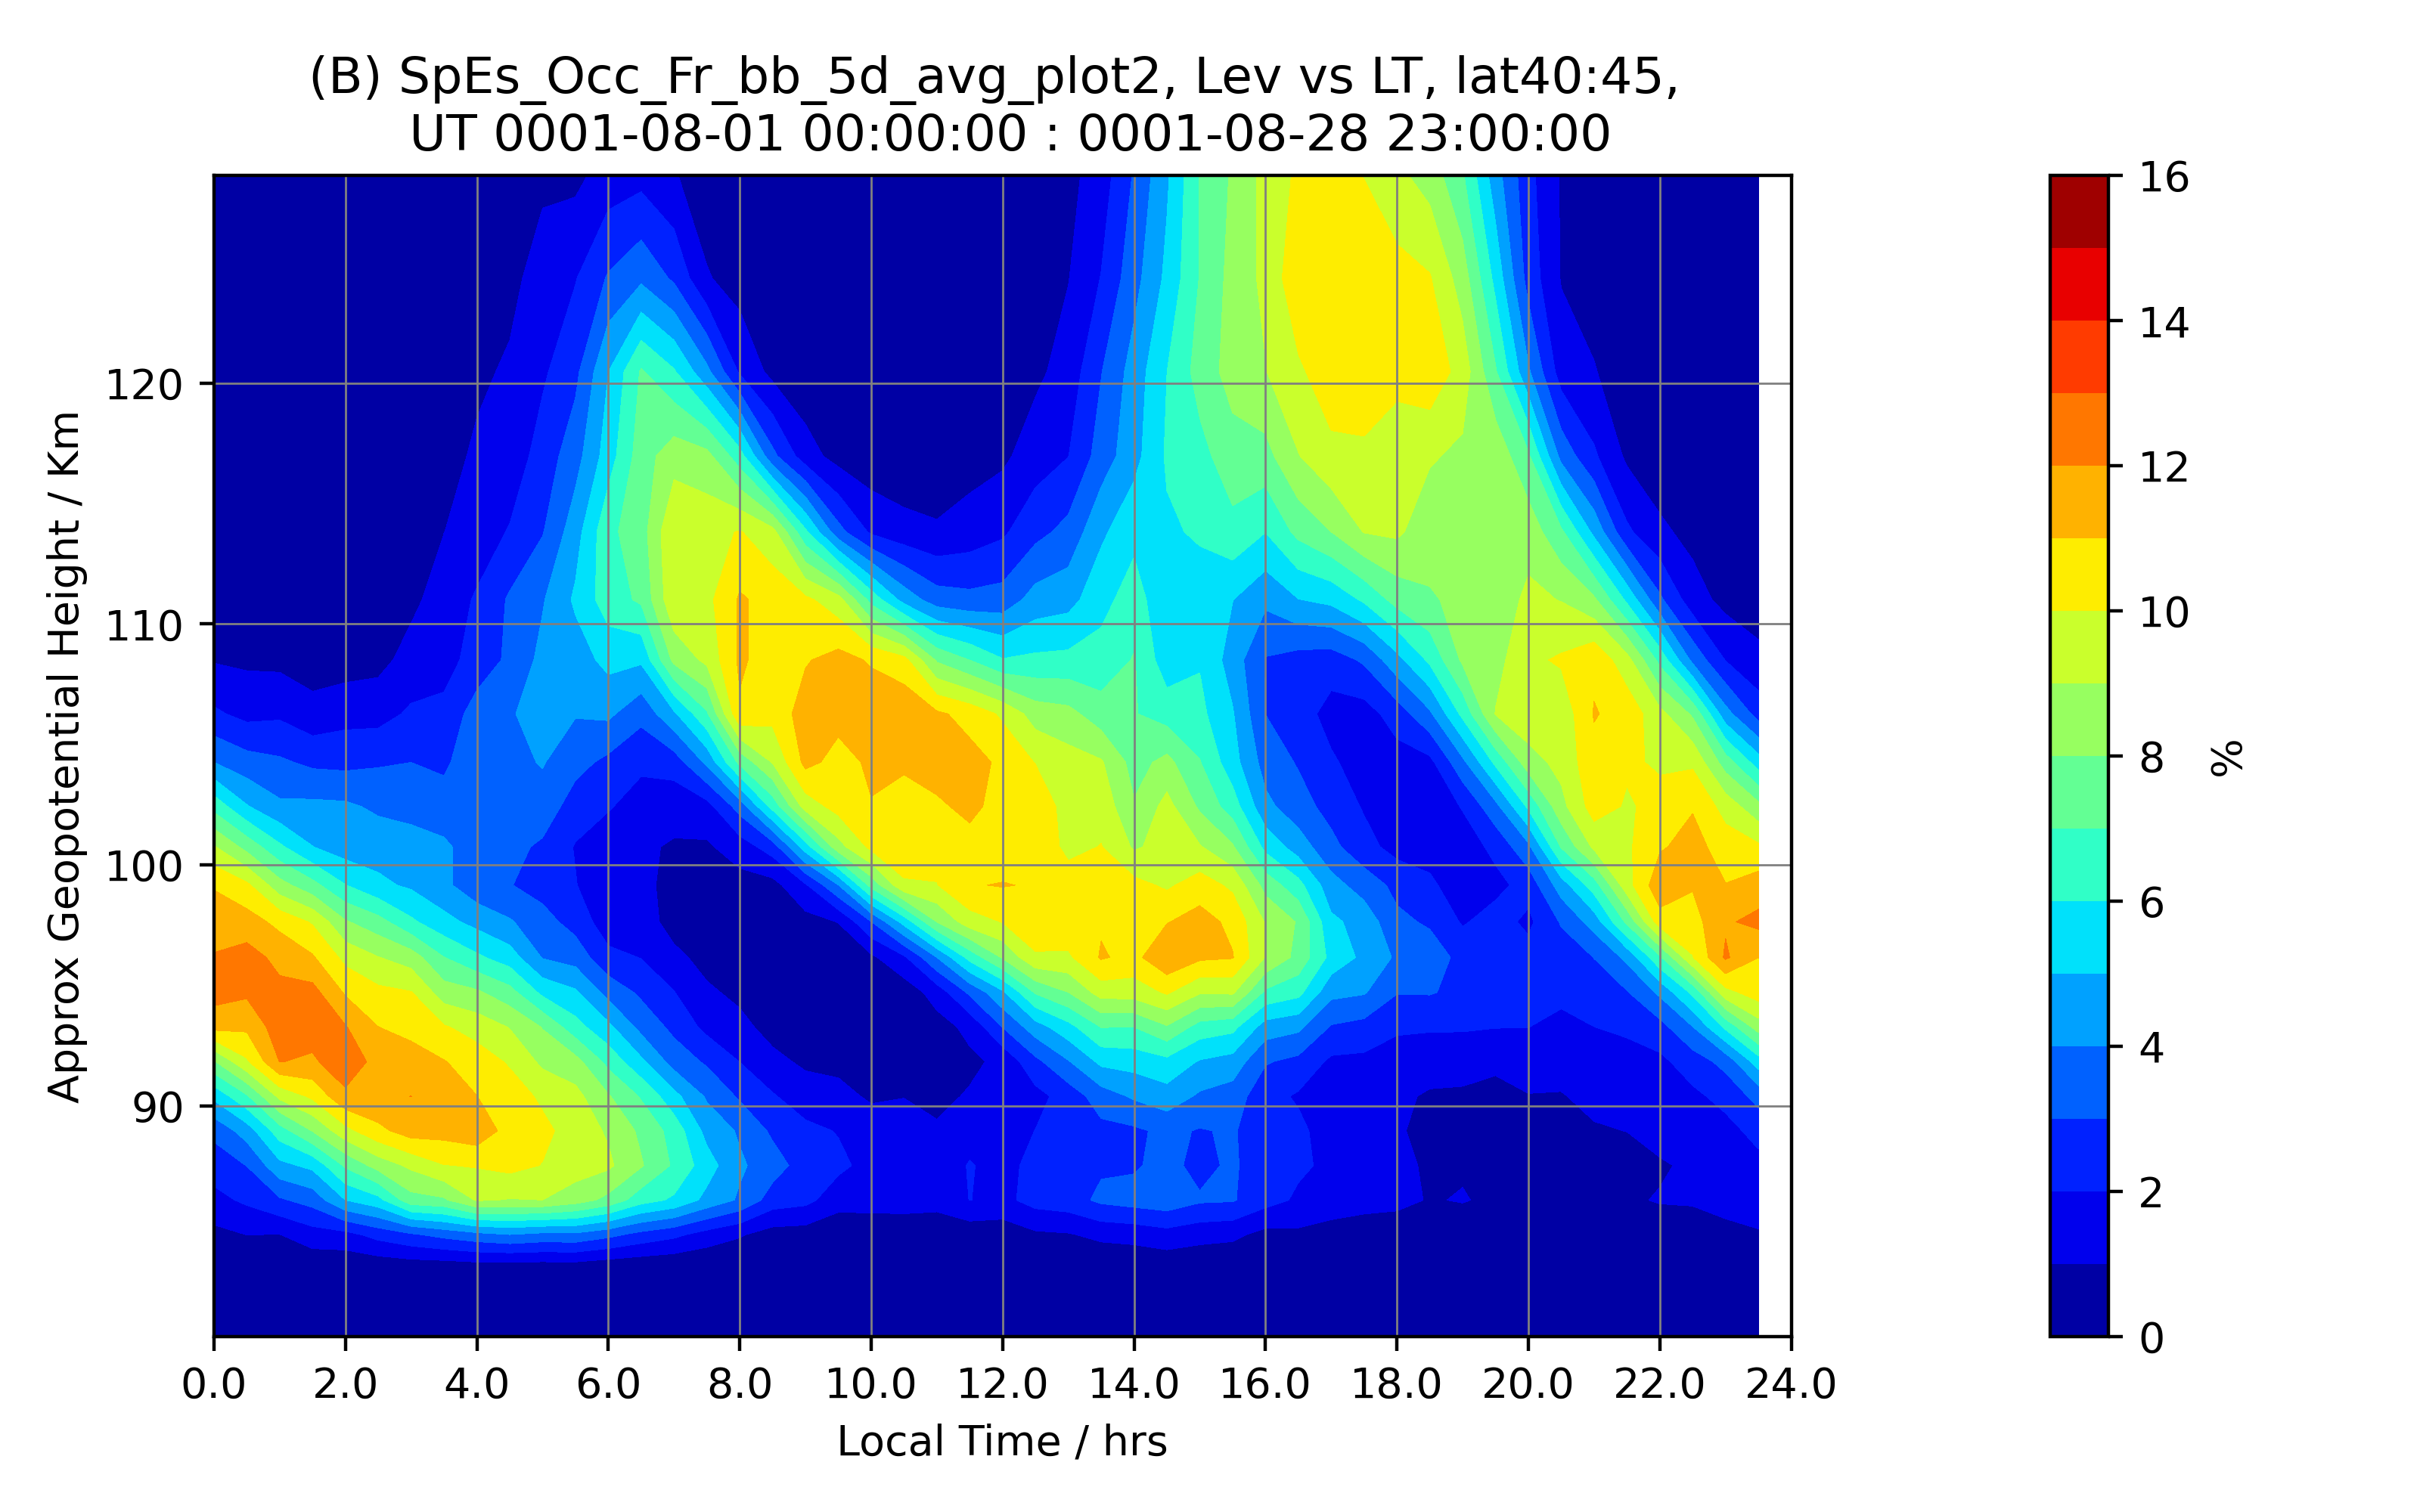 (B) SpEs_Occ_Fr_bb_5d_avg_plot2, Lev vs LT, lat40:45,
UT 0001-08-01 00:00:00 : 0001-08-28 23:00:00
Approx Geopotential Height / Km
120
110
100
90
0.0 2.0 4.0 6.0 8.0 10.0 12.0 14.0 16.0 18.0 20.0 22.0 24.0
Local Time / hrs
16
14
12
10
8
6
4
2
0
%